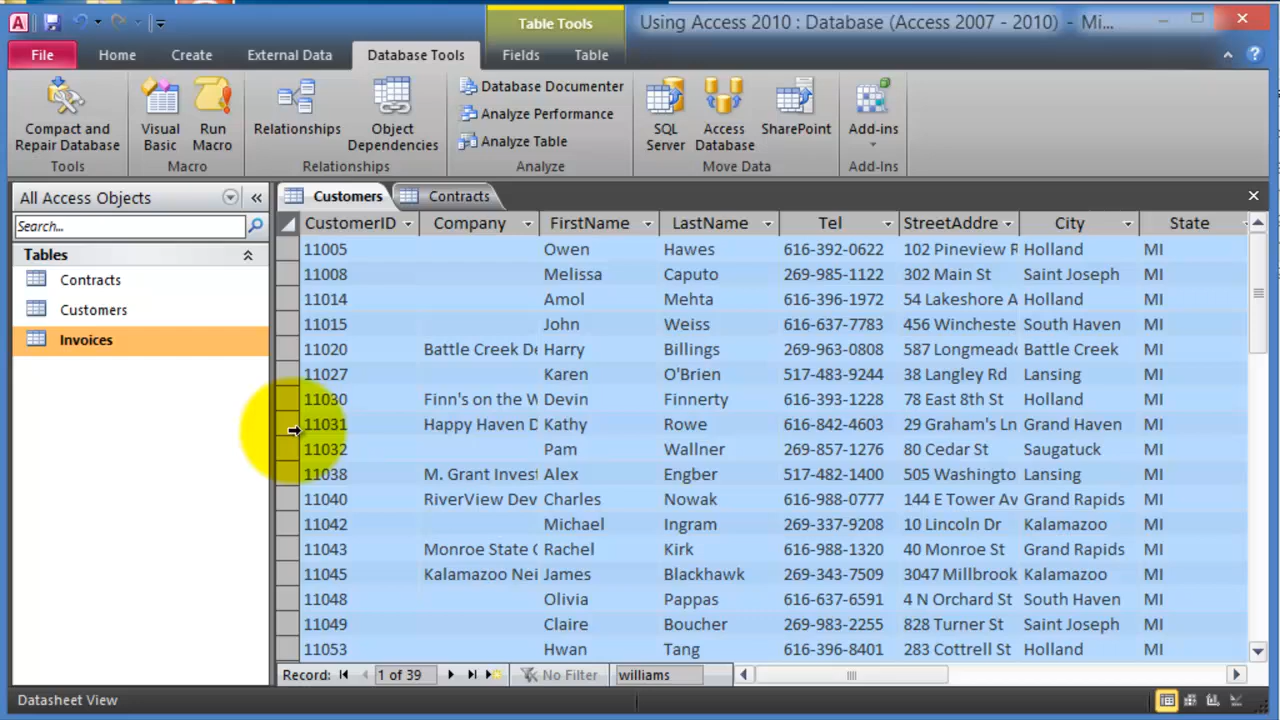 Table Tools
Using Access 2010 : Database (Access 2007 - 2010) - Mi...
File Home Create External Data Database Tools Fields Table
Compact and Repair Database
Visual Basic
Run Macro
Relationships
Object Dependencies
Database Documenter
Analyze Performance
Analyze Table
SQL Server
Access Database
SharePoint
Add-ins
Tools Macro Relationships Analyze Move Data Add-Ins
All Access Objects
Search...
Tables
Contracts
Customers
Invoices
Customers Contracts
CustomerID Company FirstName LastName Tel StreetAddre City State
11005 Owen Hawes 616-392-0622 102 Pineview R Holland MI
11008 Melissa Caputo 269-985-1122 302 Main St Saint Joseph MI
11014 Amol Mehta 616-396-1972 54 Lakeshore A Holland MI
11015 John Weiss 616-637-7783 456 Wincheste South Haven MI
11020 Battle Creek De Harry Billings 269-963-0808 587 Longmeado Battle Creek MI
11027 Karen O'Brien 517-483-9244 38 Langley Rd Lansing MI
11030 Finn's on the W Devin Finnerty 616-393-1228 78 East 8th St Holland MI
11031 Happy Haven D Kathy Rowe 616-842-4603 29 Graham's Ln Grand Haven MI
11032 Pam Wallner 269-857-1276 80 Cedar St Saugatuck MI
11038 M. Grant Invest Alex Engber 517-482-1400 505 Washingto Lansing MI
11040 RiverView Dev Charles Nowak 616-988-0777 144 E Tower Av Grand Rapids MI
11042 Michael Ingram 269-337-9208 10 Lincoln Dr Kalamazoo MI
11043 Monroe State C Rachel Kirk 616-988-1320 40 Monroe St Grand Rapids MI
11045 Kalamazoo Nei James Blackhawk 269-343-7509 3047 Millbrook Kalamazoo MI
11048 Olivia Pappas 616-637-6591 4 N Orchard St South Haven MI
11049 Claire Boucher 269-983-2255 828 Turner St Saint Joseph MI
11053 Hwan Tang 616-396-8401 283 Cottrell St Holland MI
Record: 1 of 39 No Filter williams
Datasheet View